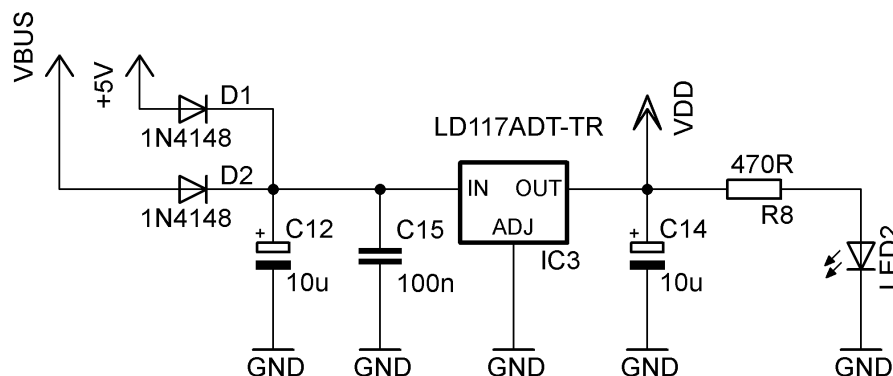 VBUS
+5V
D1
1N4148
D2
1N4148
LD117ADT-TR
VDD
IN OUT
ADJ
IC3
470R
R8
+ C12
10u
C15
100n
+ C14
10u
LED2
GND
GND
GND
GND
GND